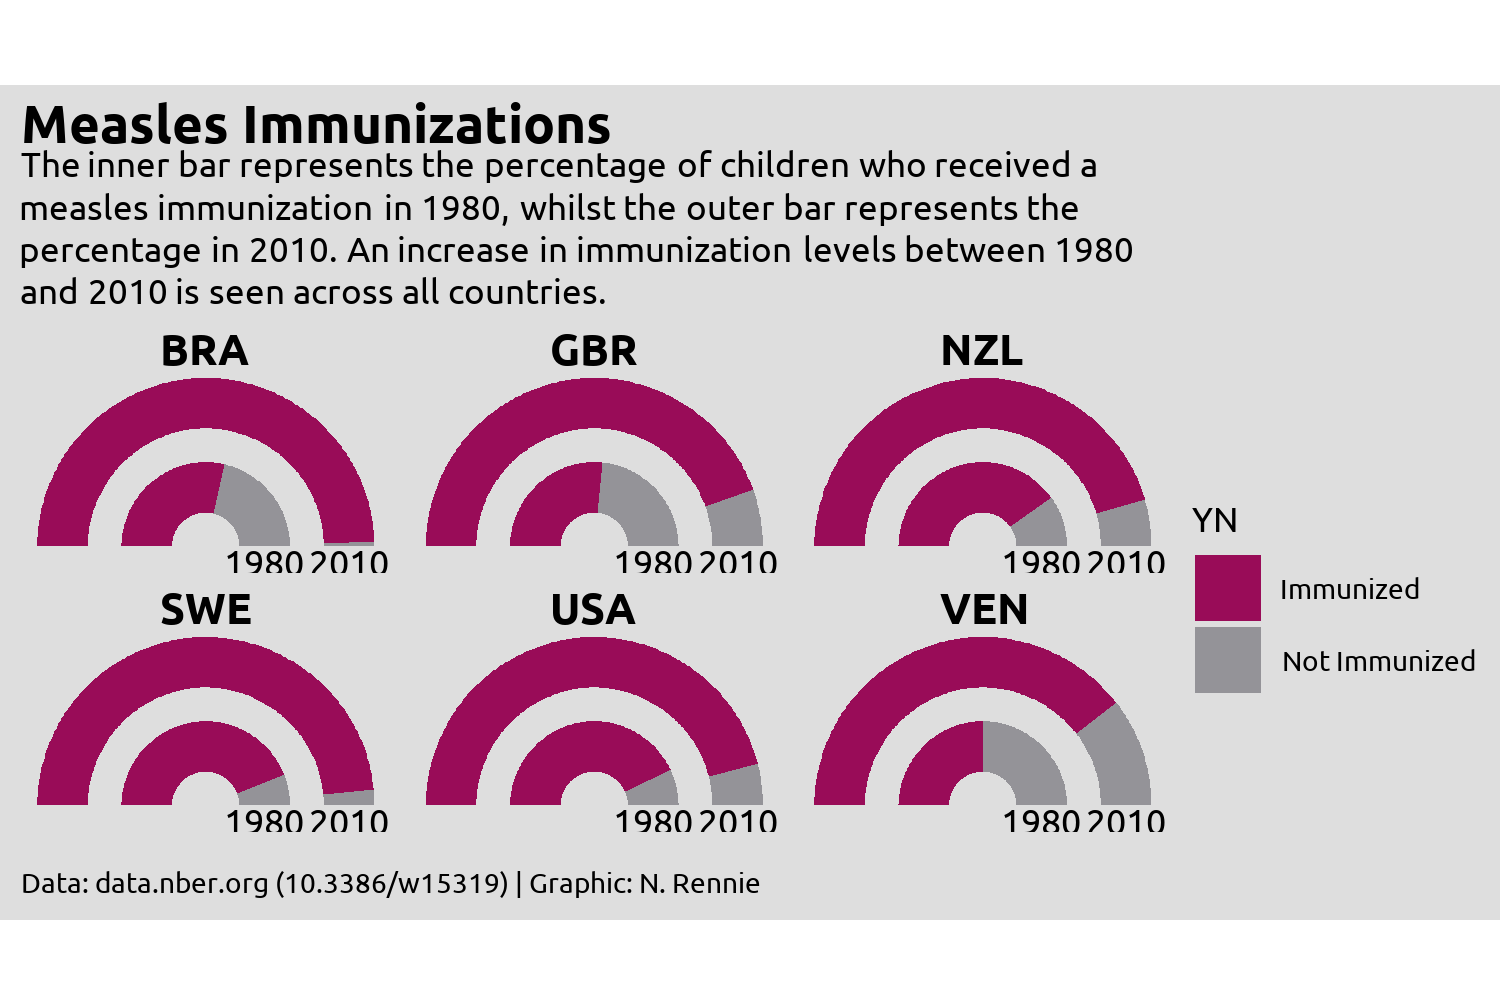 Measles Immunizations
The inner bar represents the percentage of children who received a
measles immunization in 1980, whilst the outer bar represents the
percentage in 2010. An increase in immunization levels between 1980
and 2010 is seen across all countries.
BRA GBR NZL
1980 2010 1980 2010 1980 2010
SWE USA VEN
1980 2010 1980 2010 1980 2010
YN
Immunized
Not Immunized
Data: data.nber.org (10.3386/w15319) | Graphic: N. Rennie